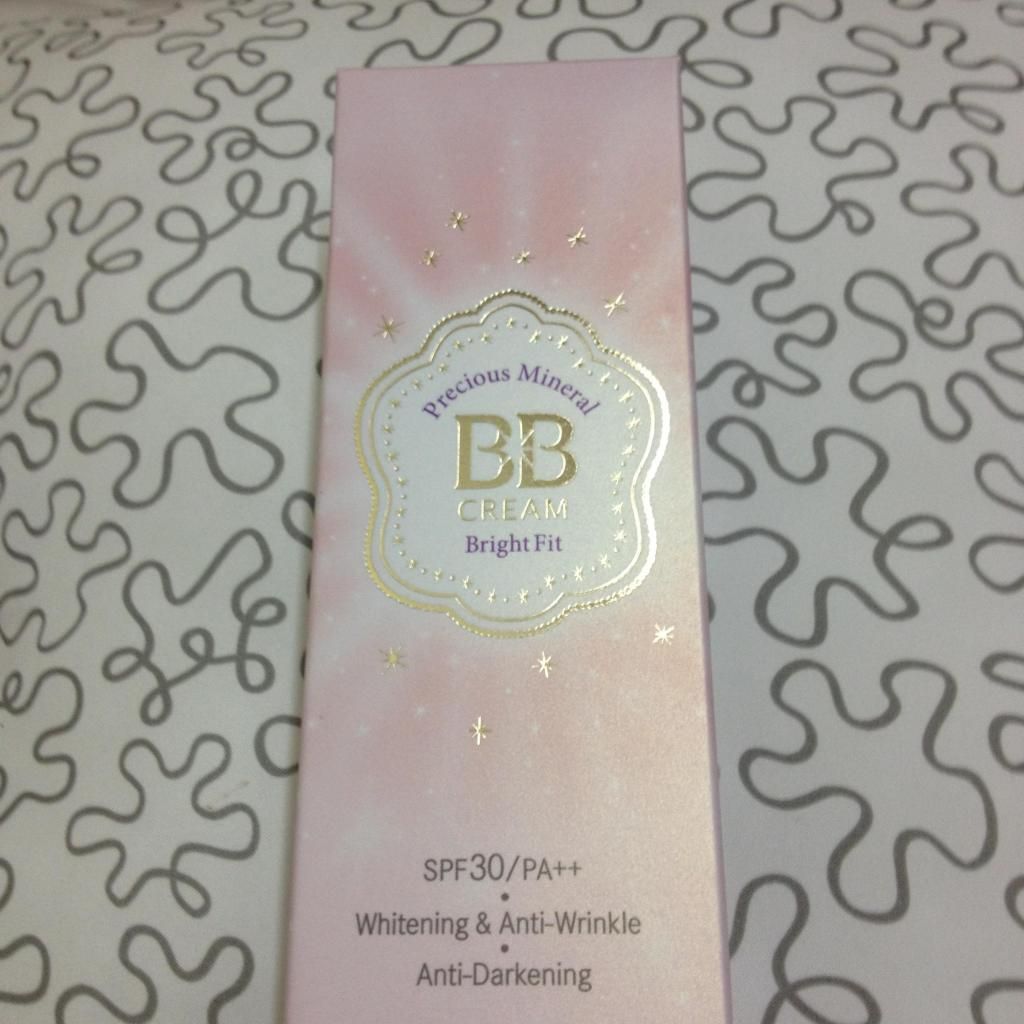 Precious Mineral
BB
CREAM
Bright Fit
SPF30/PA++
•
Whitening & Anti-Wrinkle
•
Anti-Darkening